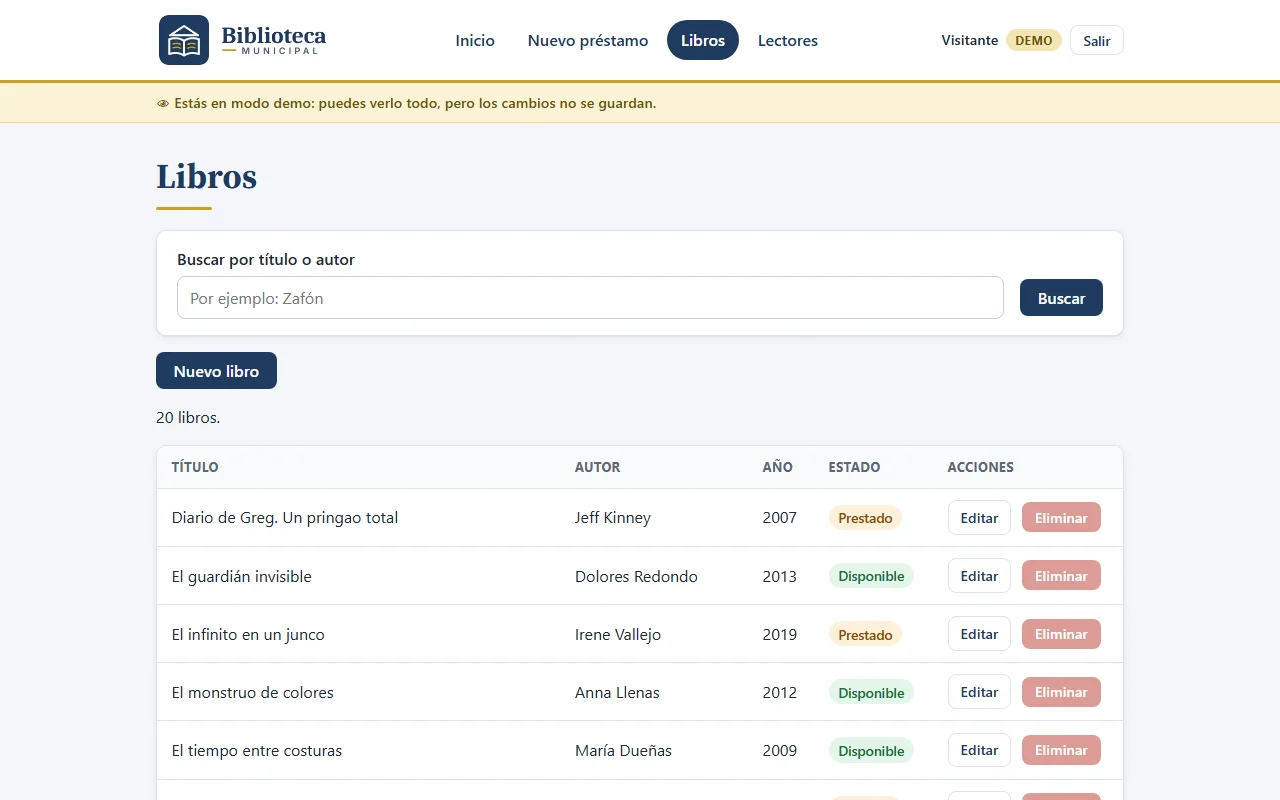 Biblioteca
MUNICIPAL
Inicio Nuevo préstamo Libros Lectores Visitante DEMO Salir
Estás en modo demo: puedes verlo todo, pero los cambios no se guardan.
Libros
Buscar por título o autor
Por ejemplo: Zafón Buscar
Nuevo libro
20 libros.
TÍTULO AUTOR AÑO ESTADO ACCIONES
Diario de Greg. Un pringao total Jeff Kinney 2007 Prestado Editar Eliminar
El guardián invisible Dolores Redondo 2013 Disponible Editar Eliminar
El infinito en un junco Irene Vallejo 2019 Prestado Editar Eliminar
El monstruo de colores Anna Llenas 2012 Disponible Editar Eliminar
El tiempo entre costuras María Dueñas 2009 Disponible Editar Eliminar